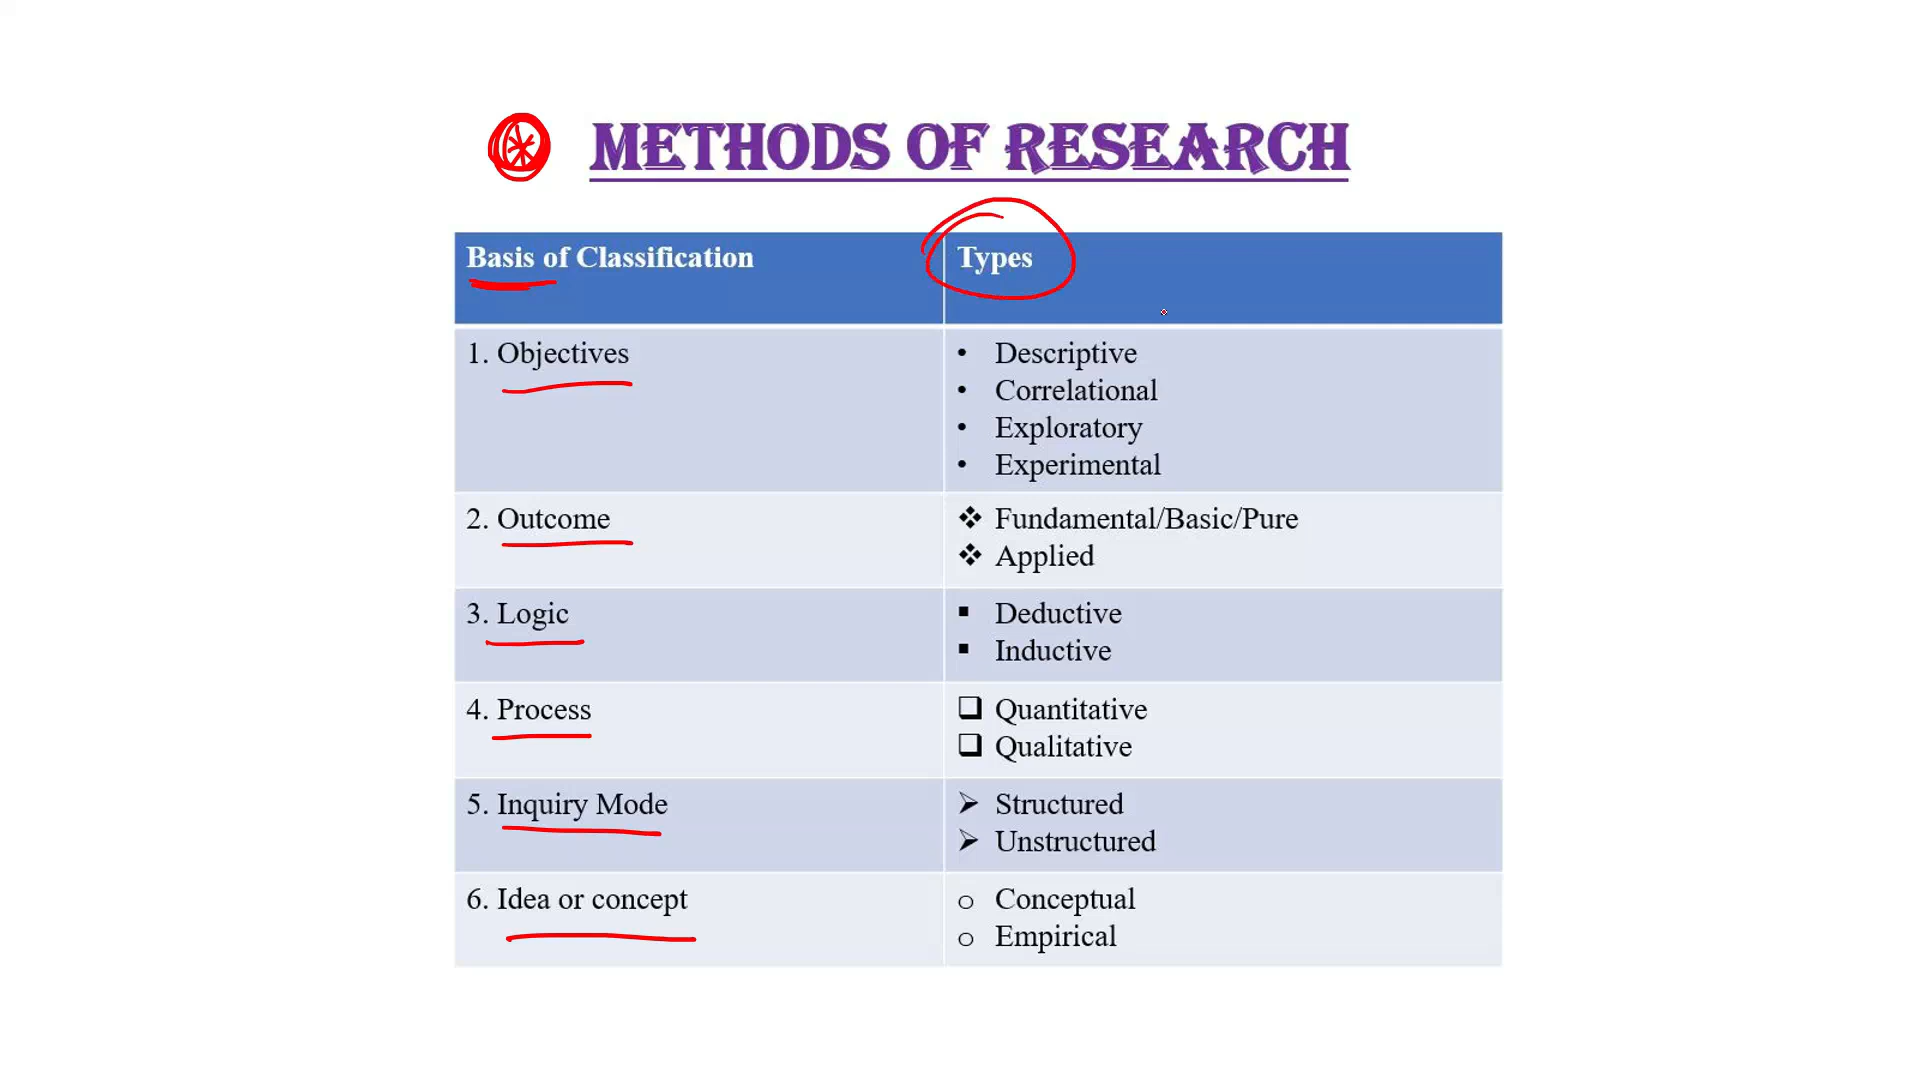 METHODS OF RESEARCH
Basis of Classification
Types
1. Objectives
• Descriptive
• Correlational
• Exploratory
• Experimental
2. Outcome
❖ Fundamental/Basic/Pure
❖ Applied
3. Logic
▪ Deductive
▪ Inductive
4. Process
❑ Quantitative
❑ Qualitative
5. Inquiry Mode
➢ Structured
➢ Unstructured
6. Idea or concept
o Conceptual
o Empirical